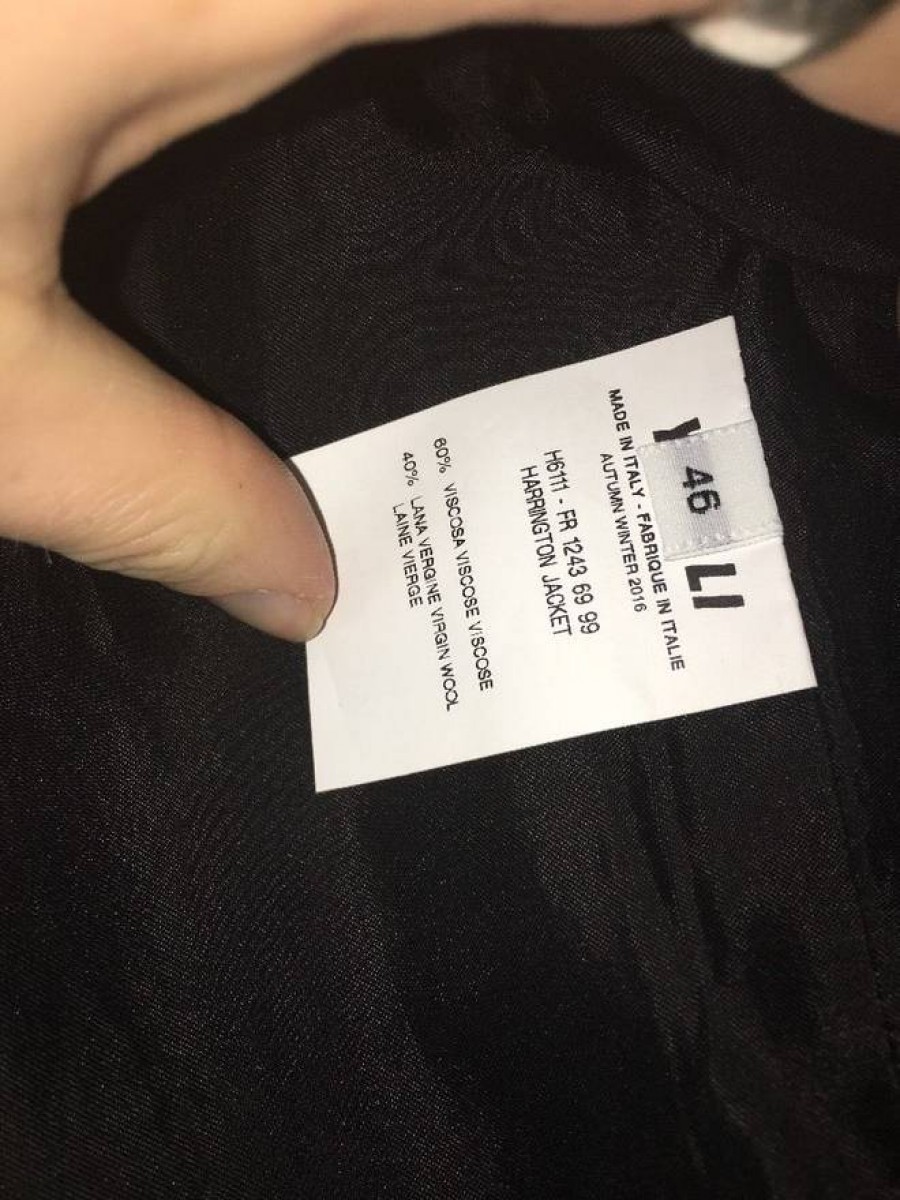 Y LI
46
MADE IN ITALY - FABRIQUE IN ITALIE
AUTUMN WINTER 2016
H6111 - FR 1243 69 99
HARRINGTON JACKET
60% VISCOSA VISCOSE VISCOSE
40% LANA VERGINE VIRGIN WOOL
LAINE VIERGE